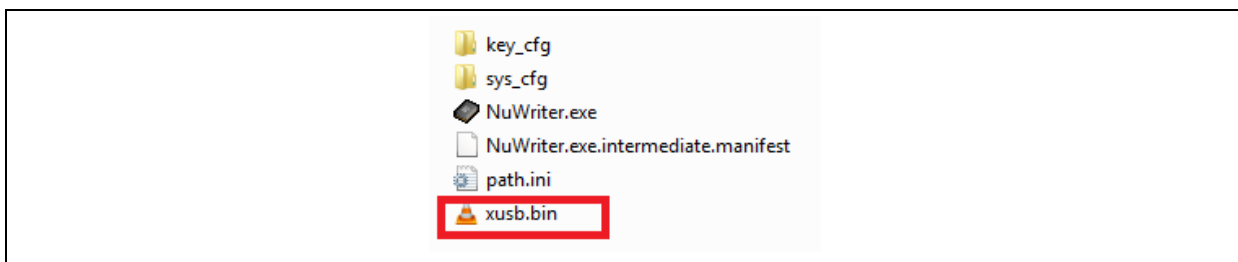 key_cfg
sys_cfg
NuWriter.exe
NuWriter.exe.intermediate.manifest
path.ini
xusb.bin